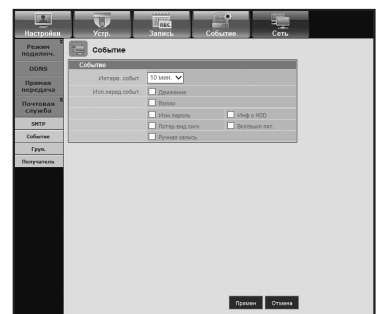 Настройки Устр. Запись Событие Сеть
Режим подключ.
DDNS
Прямая передача
Почтовая служба
SMTP
Событие
Груп.
Получатель
Событие
Событие
Интерв. событ. 10 мин.
Исп.перед.событ. Движение
Взлом
Изм.пароль Инф о HDD
Потер.вид.сигн Вкл/выкл пит.
Ручная запись
Примен Отмена